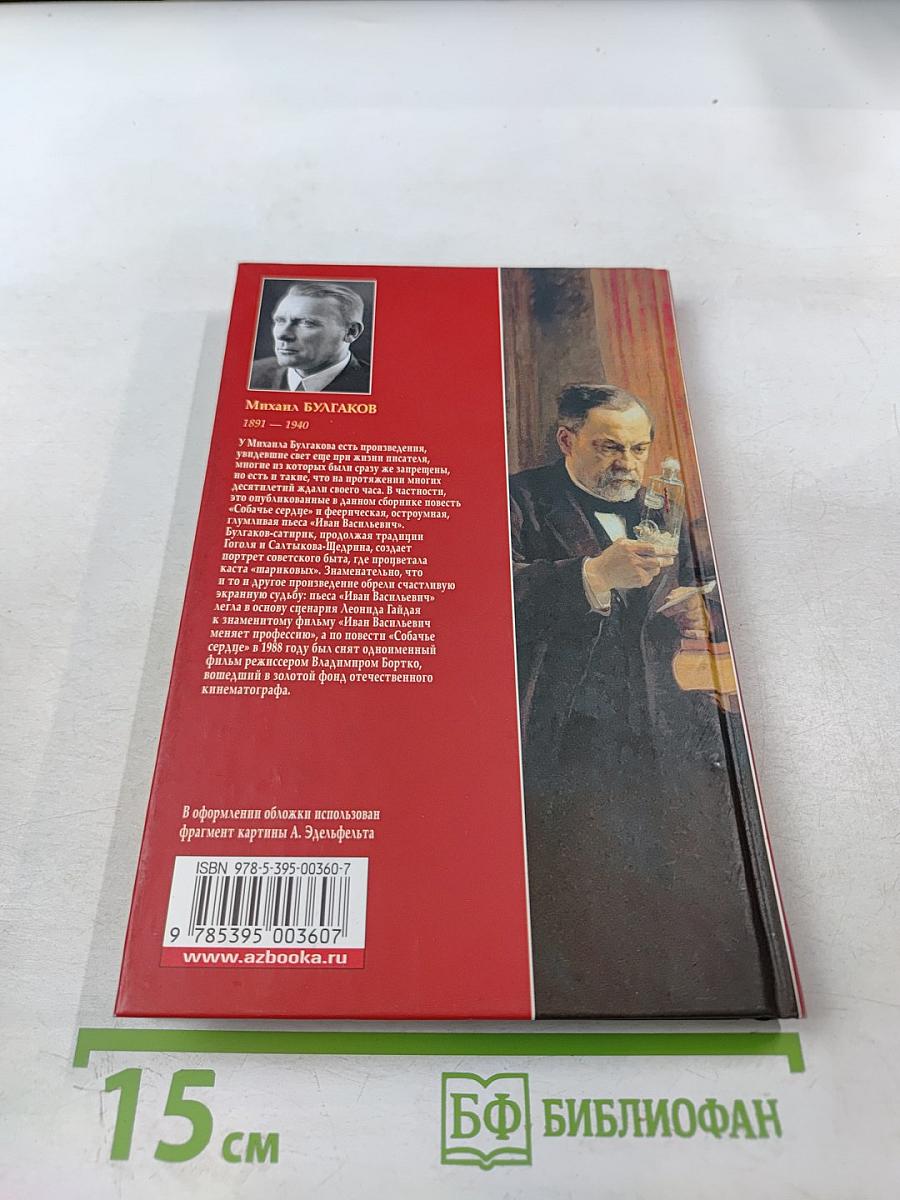 Михаил БУЛГАКОВ
1891 — 1940
У Михаила Булгакова есть произведения,
увидевшие свет еще при жизни писателя,
многие из которых были сразу же запрещены,
но есть и такие, что на протяжении многих
десятилетий ждали своего часа. В частности,
это опубликованные в данном сборнике повесть
«Собачье сердце» и феерическая, остроумная,
глумливая пьеса «Иван Васильевич».
Булгаков-сатирик, продолжая традиции
Гоголя и Салтыкова-Щедрина, создает
портрет советского быта, где процветала
каста «шариковых». Знаменательно, что
и то и другое произведение обрели счастливую
экранную судьбу: пьеса «Иван Васильевич»
легла в основу сценария Леонида Гайдая
к знаменитому фильму «Иван Васильевич
меняет профессию», а по повести «Собачье
сердце» в 1988 году был снят одноименный
фильм режиссером Владимиром Бортко,
вошедший в золотой фонд отечественного
кинематографа.
В оформлении обложки использован
фрагмент картины А. Эдельфельта
ISBN 978-5-395-00360-7
9 785395 003607
www.azbooka.ru
15 см
БФ БИБЛИОФАН